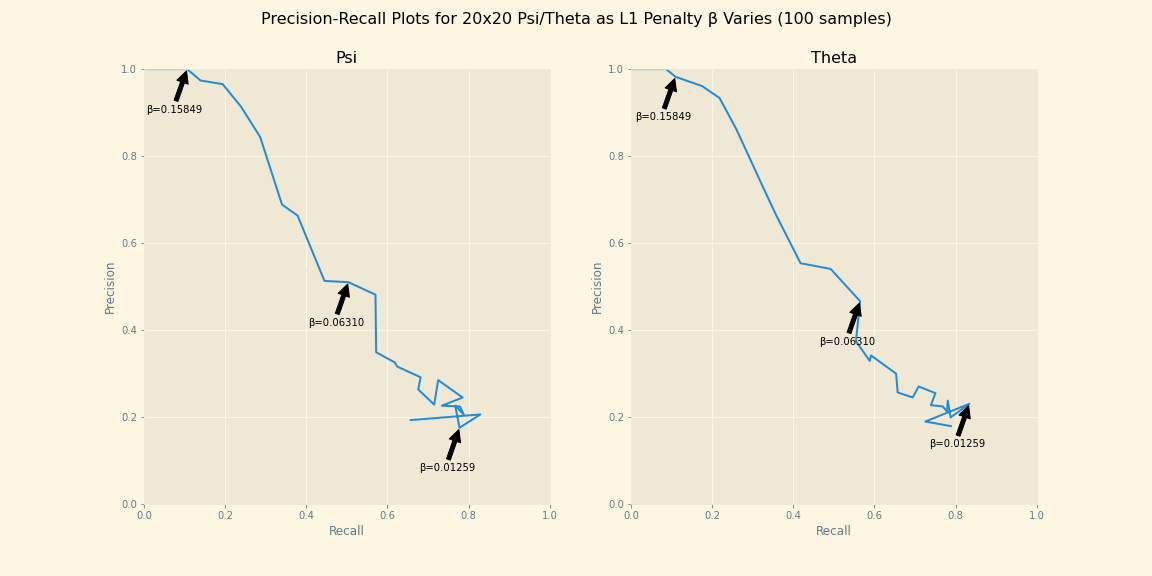 Precision-Recall Plots for 20x20 Psi/Theta as L1 Penalty β Varies (100 samples)
Psi
1.0
0.8
0.6
0.4
0.2
0.0
Precision
β=0.15849
β=0.06310
β=0.01259
0.0 0.2 0.4 0.6 0.8 1.0
Recall
Theta
1.0
0.8
0.6
0.4
0.2
0.0
Precision
β=0.15849
β=0.06310
β=0.01259
0.0 0.2 0.4 0.6 0.8 1.0
Recall